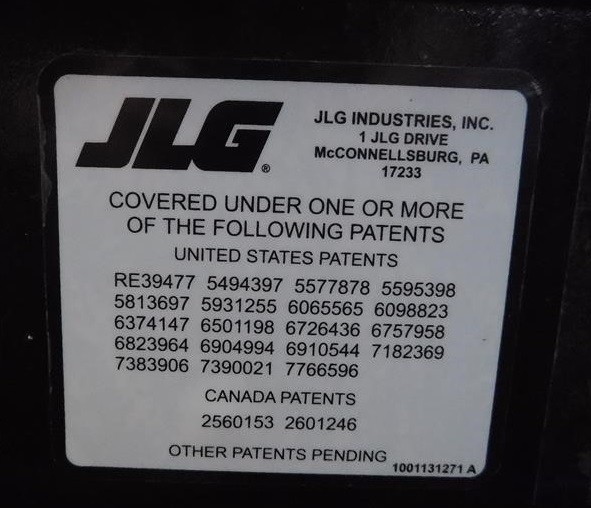 JLG®
JLG INDUSTRIES, INC.
1 JLG DRIVE
McCONNELLSBURG, PA
17233
COVERED UNDER ONE OR MORE
OF THE FOLLOWING PATENTS
UNITED STATES PATENTS
RE39477 5494397 5577878 5595398
5813697 5931255 6065565 6098823
6374147 6501198 6726436 6757958
6823964 6904994 6910544 7182369
7383906 7390021 7766596
CANADA PATENTS
2560153 2601246
OTHER PATENTS PENDING
1001131271 A